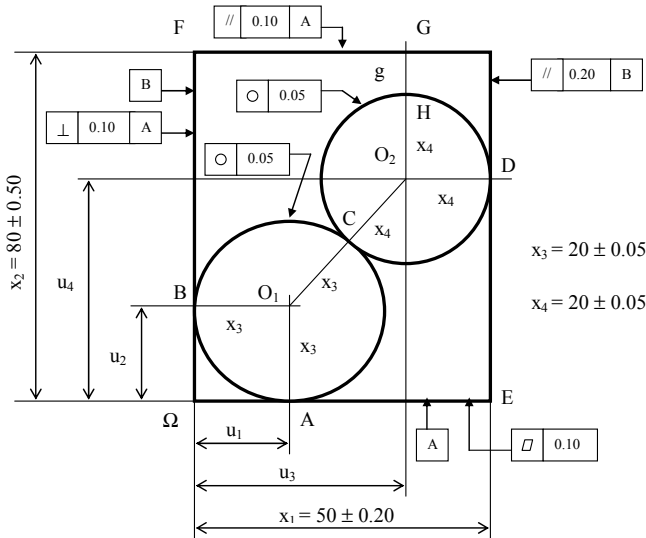 F
// 0.10 A
G
B
g
○ 0.05
// 0.20 B
H
⊥ 0.10 A
x₄
○ 0.05
O₂
D
x₂ = 80 ± 0.50
x₄
C
x₄
x₃ = 20 ± 0.05
u₄
B
O₁
x₃
x₄ = 20 ± 0.05
x₃
x₃
u₂
Ω
A
E
u₁
A
▱ 0.10
u₃
x₁ = 50 ± 0.20